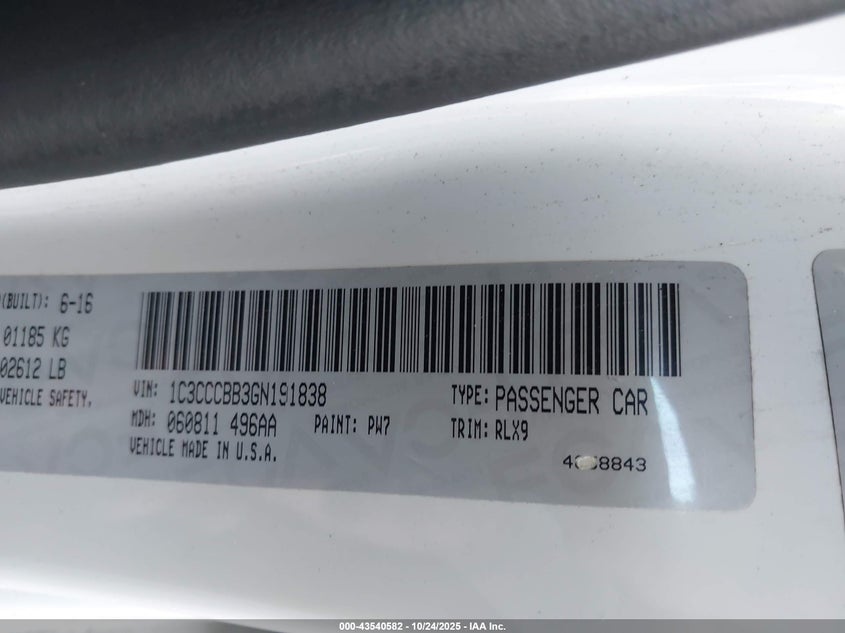 (BUILT): 6-16
01185 KG
02612 LB
VEHICLE SAFETY,
VIN: 1C3CCCBB3GN191838
TYPE: PASSENGER CAR
MDH: 060811 496AA
PAINT: PW7
TRIM: RLX9
VEHICLE MADE IN U.S.A.
8843
000-43540582 - 10/24/2025 - IAA Inc.